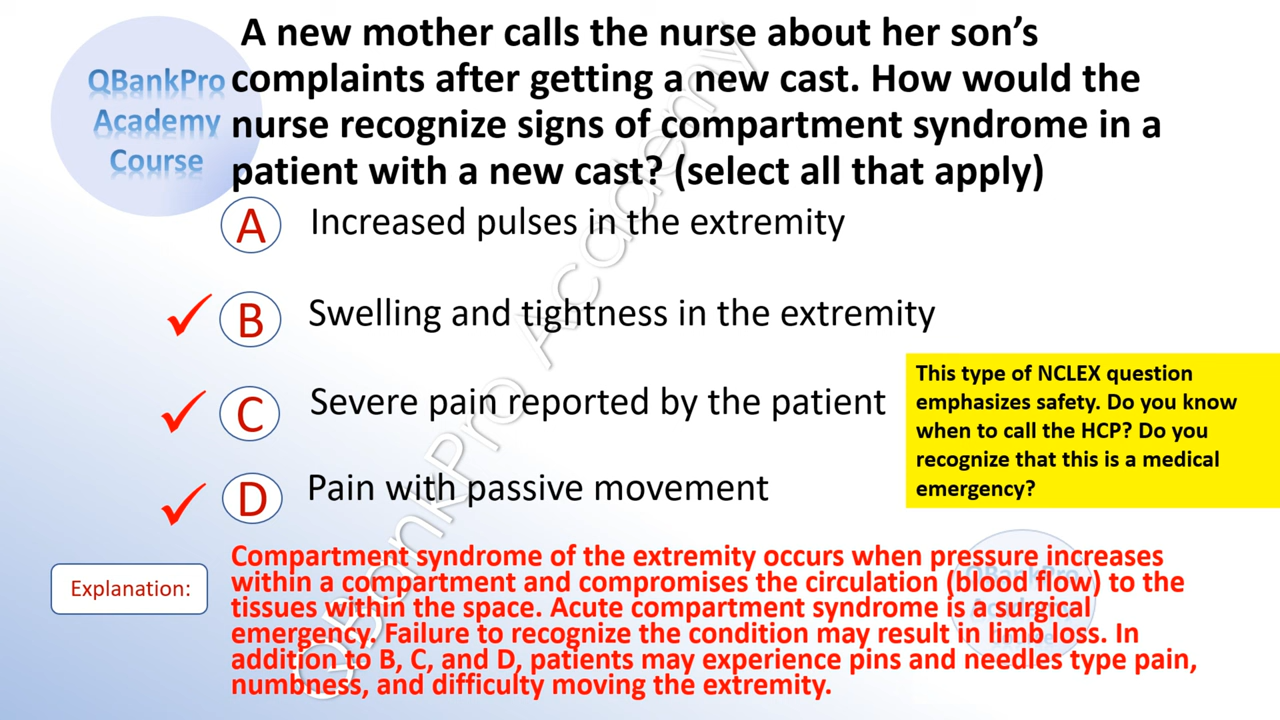 A new mother calls the nurse about her son's
complaints after getting a new cast. How would the
nurse recognize signs of compartment syndrome in a
patient with a new cast? (select all that apply)
QBankPro
Academy
Course
A Increased pulses in the extremity
B Swelling and tightness in the extremity
C Severe pain reported by the patient
D Pain with passive movement
This type of NCLEX question
emphasizes safety. Do you know
when to call the HCP? Do you
recognize that this is a medical
emergency?
Explanation:
Compartment syndrome of the extremity occurs when pressure increases
within a compartment and compromises the circulation (blood flow) to the
tissues within the space. Acute compartment syndrome is a surgical
emergency. Failure to recognize the condition may result in limb loss. In
addition to B, C, and D, patients may experience pins and needles type pain,
numbness, and difficulty moving the extremity.
QBankPro Academy
QBankPro